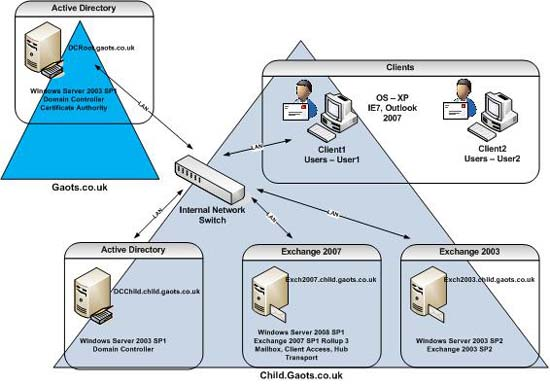 Active Directory
DCRoot.gaots.co.uk
Windows Server 2003 SP1
Domain Controller
Certificate Authority
Gaots.co.uk
LAN
Clients
OS – XP
IE7, Outlook
2007
Client1
Users – User1
Client2
Users – User2
LAN
Internal Network
Switch
LAN
LAN
LAN
Active Directory
DCChild.child.gaots.co.uk
Windows Server 2003 SP1
Domain Controller
Exchange 2007
Exch2007.child.gaots.co.uk
Windows Server 2008 SP1
Exchange 2007 SP1 Rollup 3
Mailbox, Client Access, Hub
Transport
Exchange 2003
Exch2003.child.gaots.co.uk
Windows Server 2003 SP2
Exchange 2003 SP2
Child.Gaots.co.uk